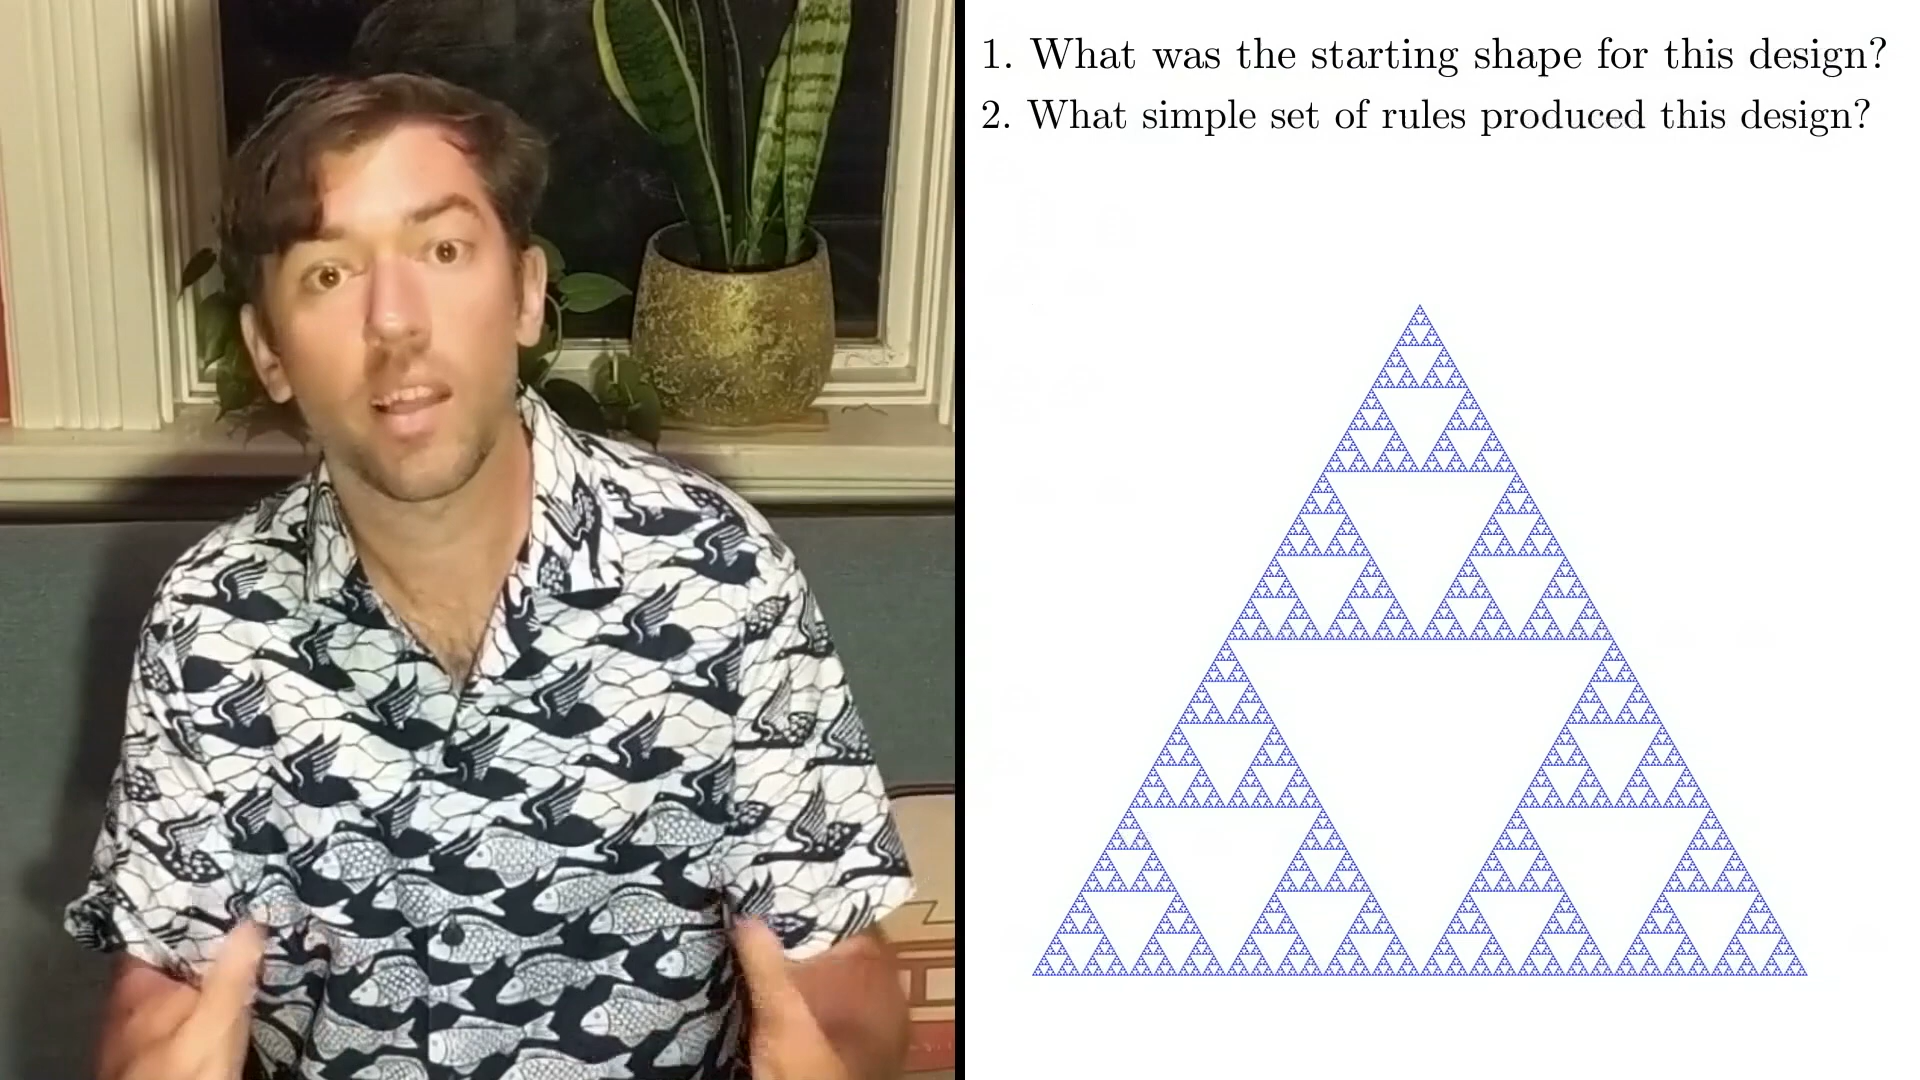 1. What was the starting shape for this design?
2. What simple set of rules produced this design?